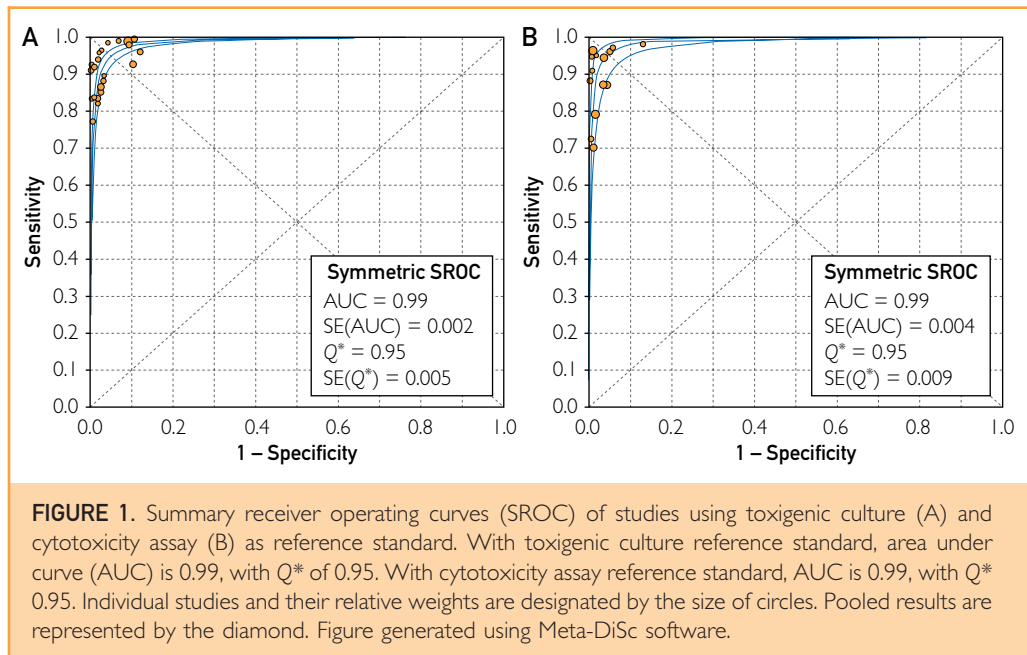 A
1.0
0.9
0.8
0.7
0.6
0.5
0.4
0.3
0.2
0.1
0.0
Sensitivity
0.0 0.2 0.4 0.6 0.8 1.0
1 – Specificity
Symmetric SROC
AUC = 0.99
SE(AUC) = 0.002
Q* = 0.95
SE(Q*) = 0.005
B
1.0
0.9
0.8
0.7
0.6
0.5
0.4
0.3
0.2
0.1
0.0
Sensitivity
0.0 0.2 0.4 0.6 0.8 1.0
1 – Specificity
Symmetric SROC
AUC = 0.99
SE(AUC) = 0.004
Q* = 0.95
SE(Q*) = 0.009
FIGURE 1. Summary receiver operating curves (SROC) of studies using toxigenic culture (A) and
cytotoxicity assay (B) as reference standard. With toxigenic culture reference standard, area under
curve (AUC) is 0.99, with Q* of 0.95. With cytotoxicity assay reference standard, AUC is 0.99, with Q*
0.95. Individual studies and their relative weights are designated by the size of circles. Pooled results are
represented by the diamond. Figure generated using Meta-DiSc software.